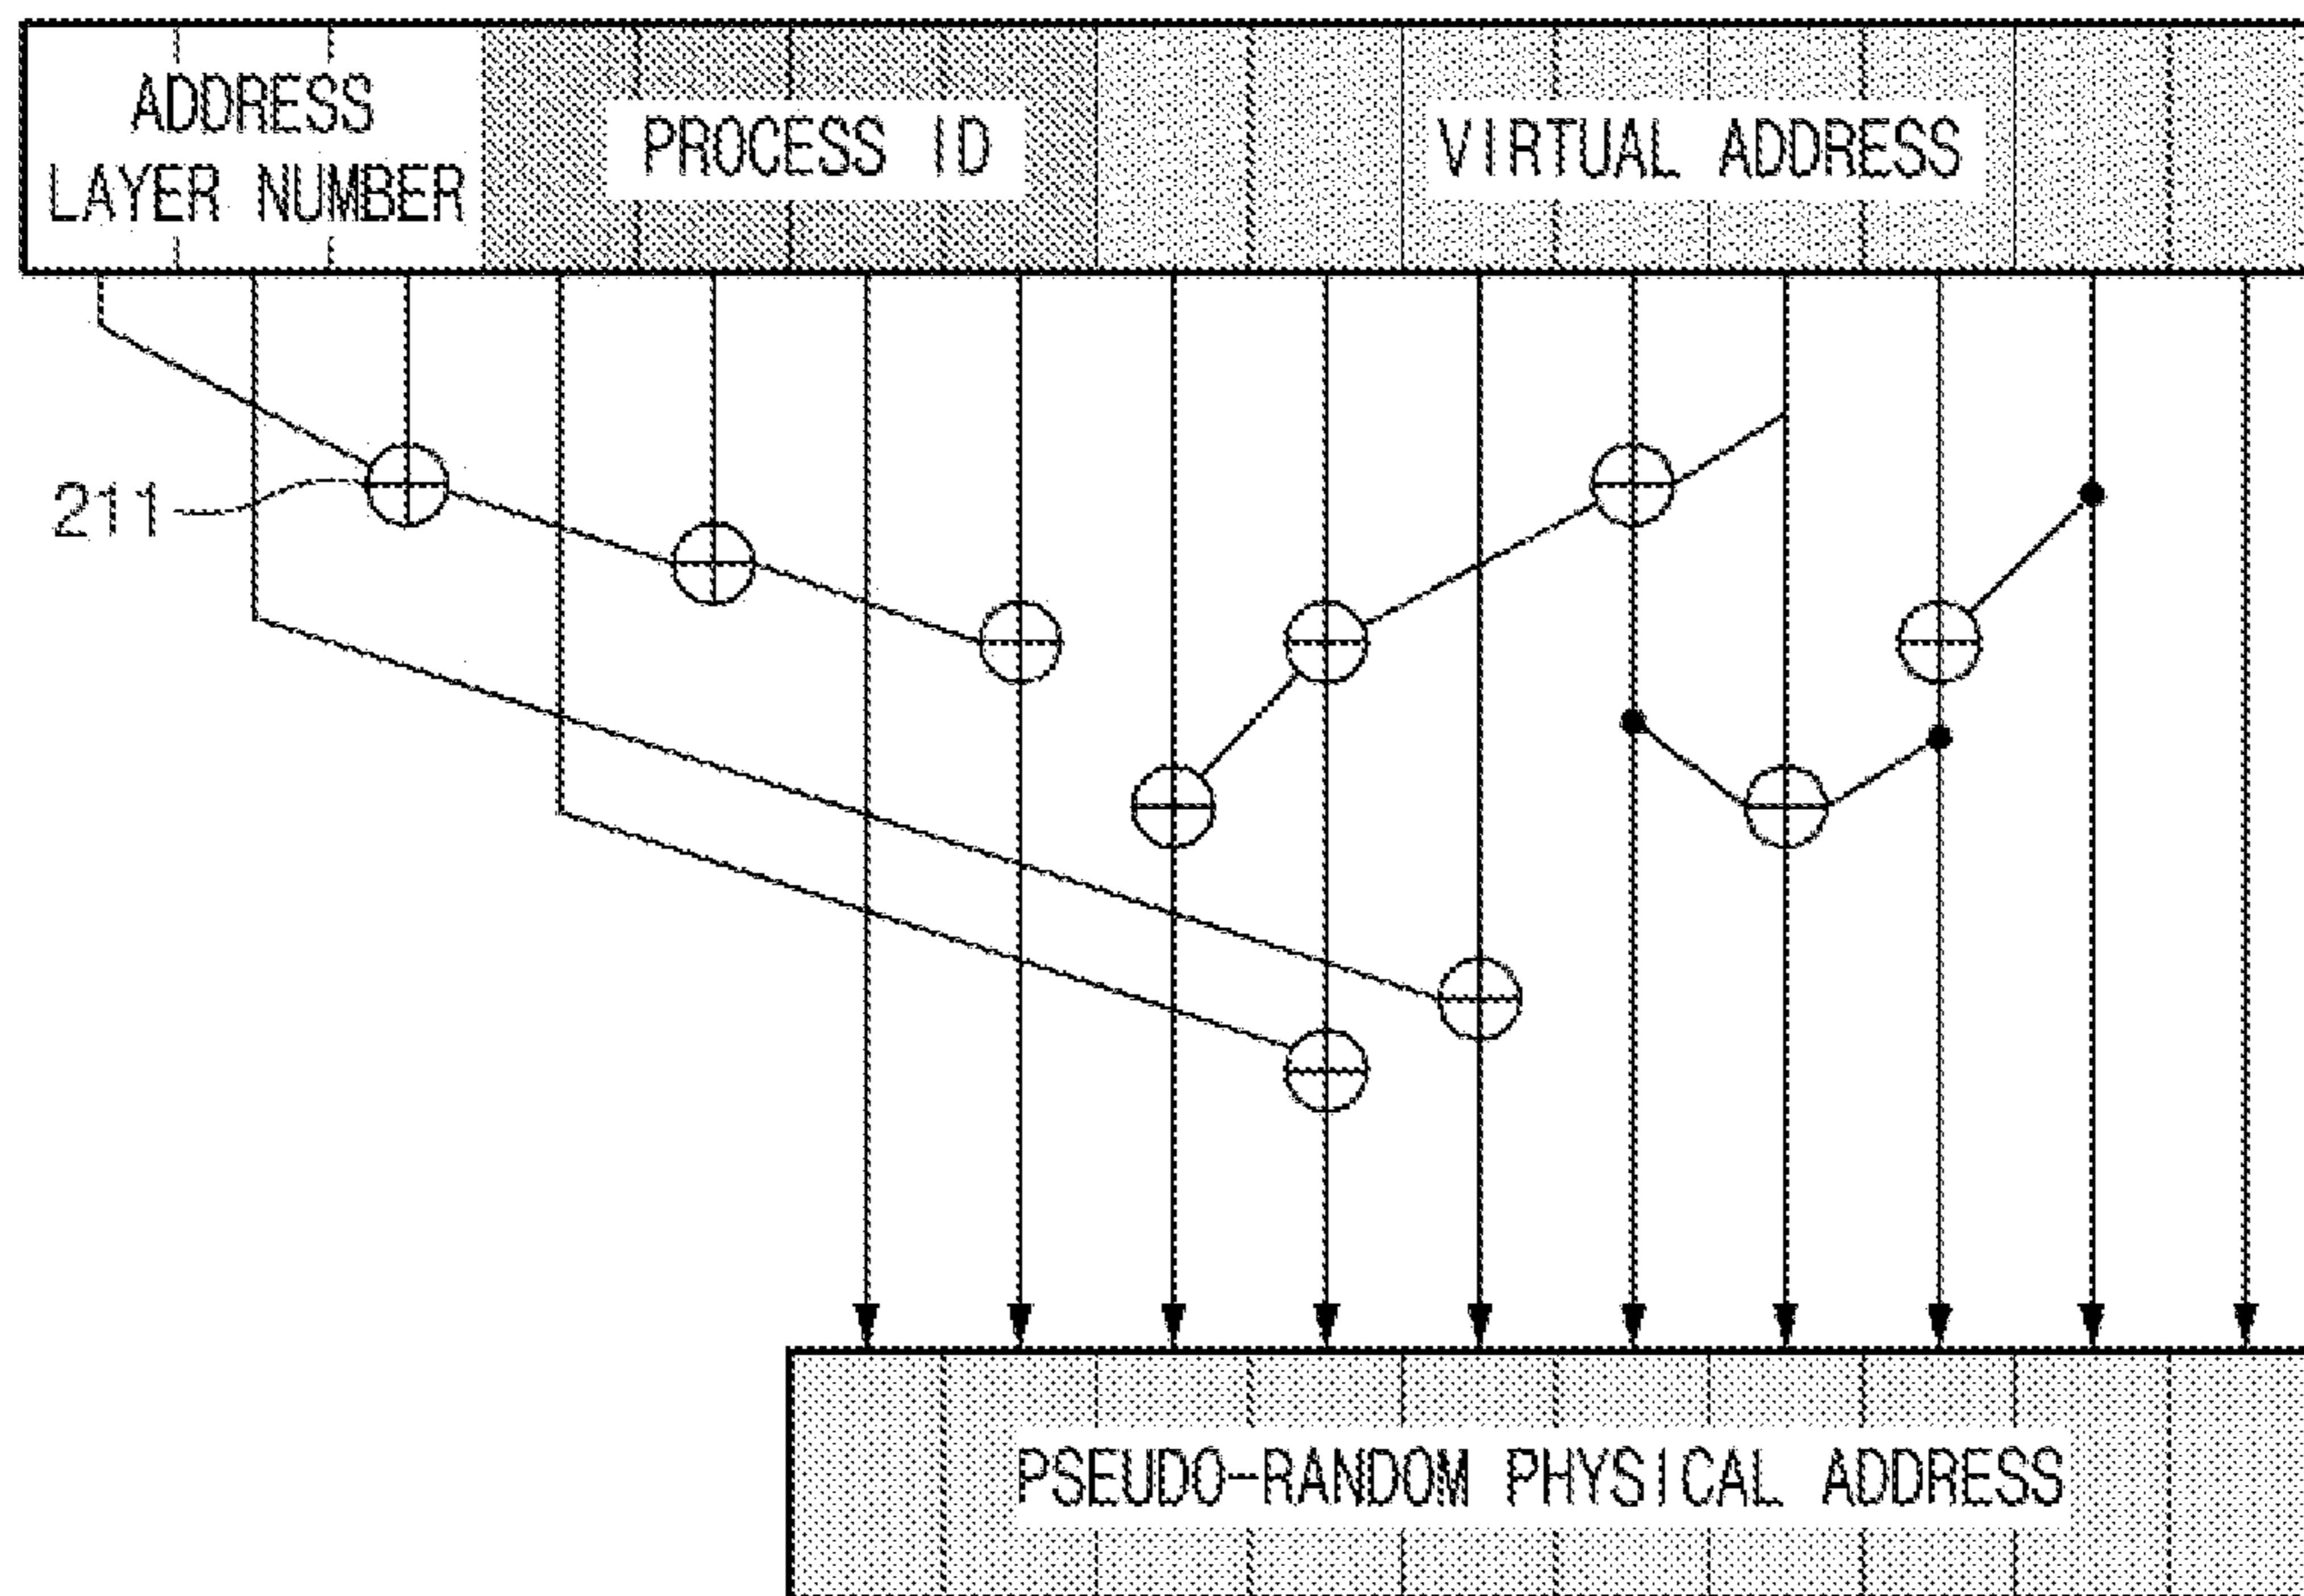 ADDRESS
LAYER NUMBER
PROCESS ID
VIRTUAL ADDRESS
211
PSEUDO-RANDOM PHYSICAL ADDRESS